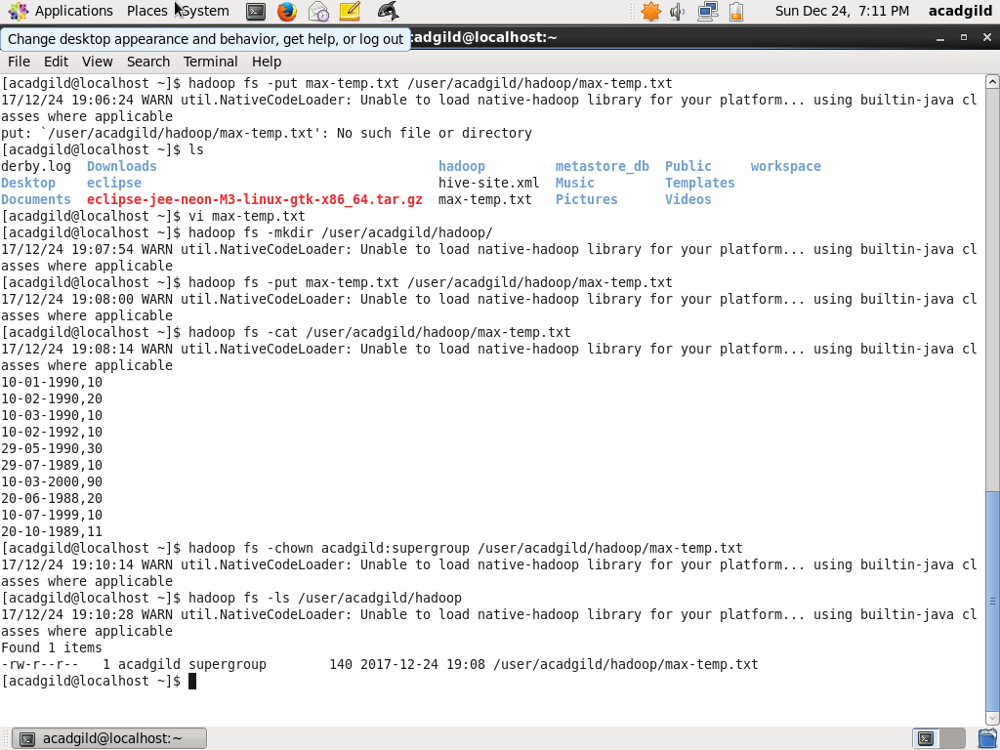 Applications Places System Sun Dec 24, 7:11 PM acadgild
Change desktop appearance and behavior, get help, or log out
cadgild@localhost:~
File Edit View Search Terminal Help
[acadgild@localhost ~]$ hadoop fs -put max-temp.txt /user/acadgild/hadoop/max-temp.txt
17/12/24 19:06:24 WARN util.NativeCodeLoader: Unable to load native-hadoop library for your platform... using builtin-java cl
asses where applicable
put: `/user/acadgild/hadoop/max-temp.txt': No such file or directory
[acadgild@localhost ~]$ ls
derby.log Downloads hadoop metastore_db Public workspace
Desktop eclipse hive-site.xml Music Templates
Documents eclipse-jee-neon-M3-linux-gtk-x86_64.tar.gz max-temp.txt Pictures Videos
[acadgild@localhost ~]$ vi max-temp.txt
[acadgild@localhost ~]$ hadoop fs -mkdir /user/acadgild/hadoop/
17/12/24 19:07:54 WARN util.NativeCodeLoader: Unable to load native-hadoop library for your platform... using builtin-java cl
asses where applicable
[acadgild@localhost ~]$ hadoop fs -put max-temp.txt /user/acadgild/hadoop/max-temp.txt
17/12/24 19:08:00 WARN util.NativeCodeLoader: Unable to load native-hadoop library for your platform... using builtin-java cl
asses where applicable
[acadgild@localhost ~]$ hadoop fs -cat /user/acadgild/hadoop/max-temp.txt
17/12/24 19:08:14 WARN util.NativeCodeLoader: Unable to load native-hadoop library for your platform... using builtin-java cl
asses where applicable
10-01-1990,10
10-02-1990,20
10-03-1990,10
10-02-1992,10
29-05-1990,30
29-07-1989,10
10-03-2000,90
20-06-1988,20
10-07-1999,10
20-10-1989,11
[acadgild@localhost ~]$ hadoop fs -chown acadgild:supergroup /user/acadgild/hadoop/max-temp.txt
17/12/24 19:10:14 WARN util.NativeCodeLoader: Unable to load native-hadoop library for your platform... using builtin-java cl
asses where applicable
[acadgild@localhost ~]$ hadoop fs -ls /user/acadgild/hadoop
17/12/24 19:10:28 WARN util.NativeCodeLoader: Unable to load native-hadoop library for your platform... using builtin-java cl
asses where applicable
Found 1 items
-rw-r--r-- 1 acadgild supergroup 140 2017-12-24 19:08 /user/acadgild/hadoop/max-temp.txt
[acadgild@localhost ~]$
acadgild@localhost:~